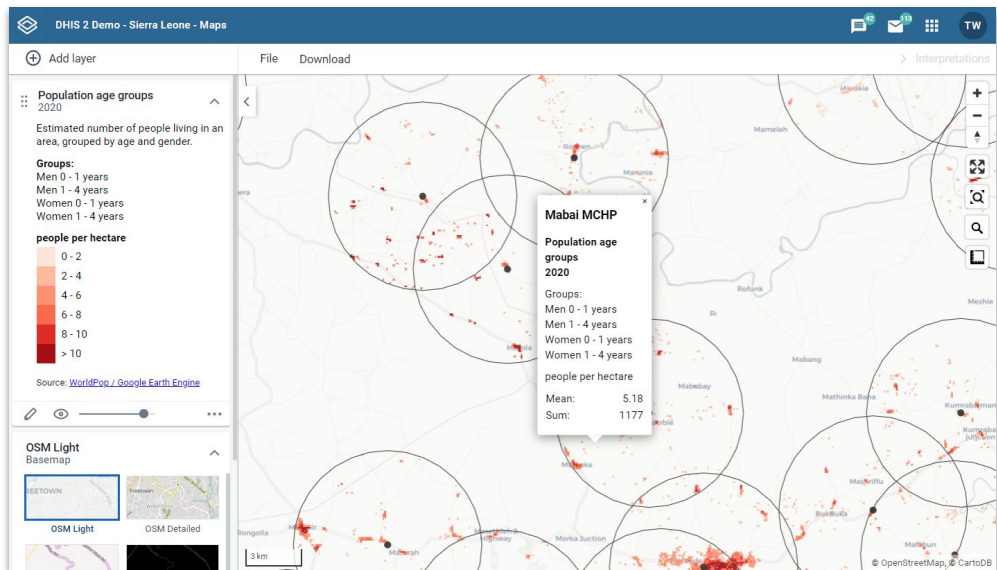 DHIS 2 Demo - Sierra Leone - Maps
42
113
TW
Add layer
File
Download
Interpretations
Population age groups
2020
Estimated number of people living in an
area, grouped by age and gender.
Groups:
Men 0 - 1 years
Men 1 - 4 years
Women 0 - 1 years
Women 1 - 4 years
people per hectare
0 - 2
2 - 4
4 - 6
6 - 8
8 - 10
> 10
Source: WorldPop / Google Earth Engine
OSM Light
Basemap
REETOWN
Freetown
OSM Light
OSM Detailed
Mameleh
Marunia
Rofunk
Meshie
Mabang
Mababay
Mathinka Bana
Morka Juction
Rongolia
Highway
Mabai MCHP
Population age
groups
2020
Groups:
Men 0 - 1 years
Men 1 - 4 years
Women 0 - 1 years
Women 1 - 4 years
people per hectare
Mean: 5.18
Sum: 1177
3 km
© OpenStreetMap, © CartoDB